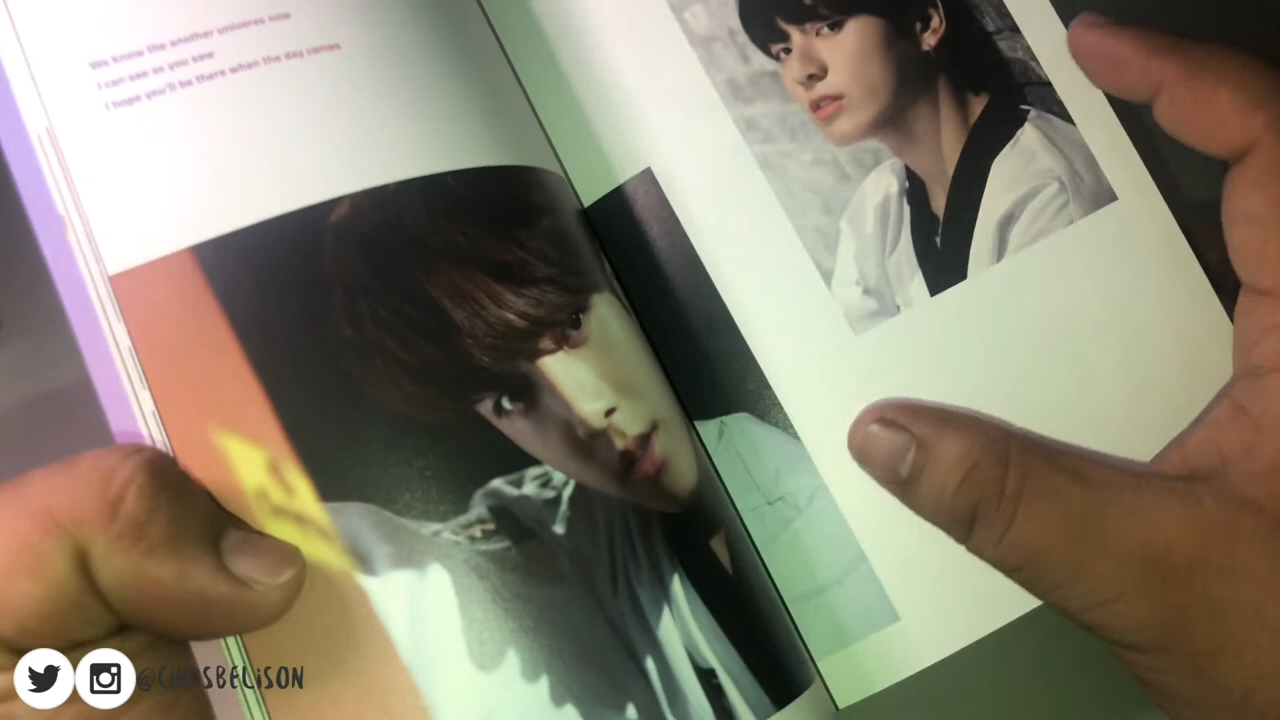 We know the another universe now
I can see as you saw
I hope you'll be there when the day comes
@CHRISBELISON